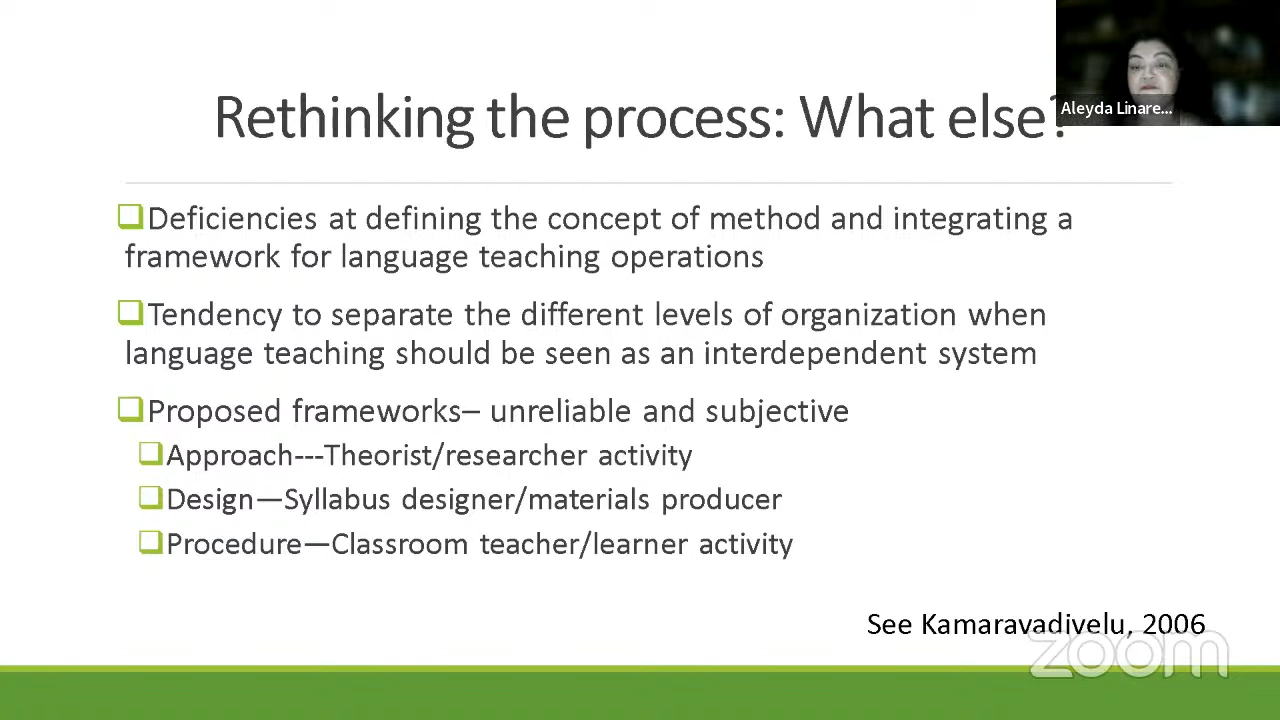 Rethinking the process: What else?
Aleyda Linare...
Deficiencies at defining the concept of method and integrating a
framework for language teaching operations
Tendency to separate the different levels of organization when
language teaching should be seen as an interdependent system
Proposed frameworks– unreliable and subjective
Approach---Theorist/researcher activity
Design—Syllabus designer/materials producer
Procedure—Classroom teacher/learner activity
See Kamaravadivelu, 2006
zoom